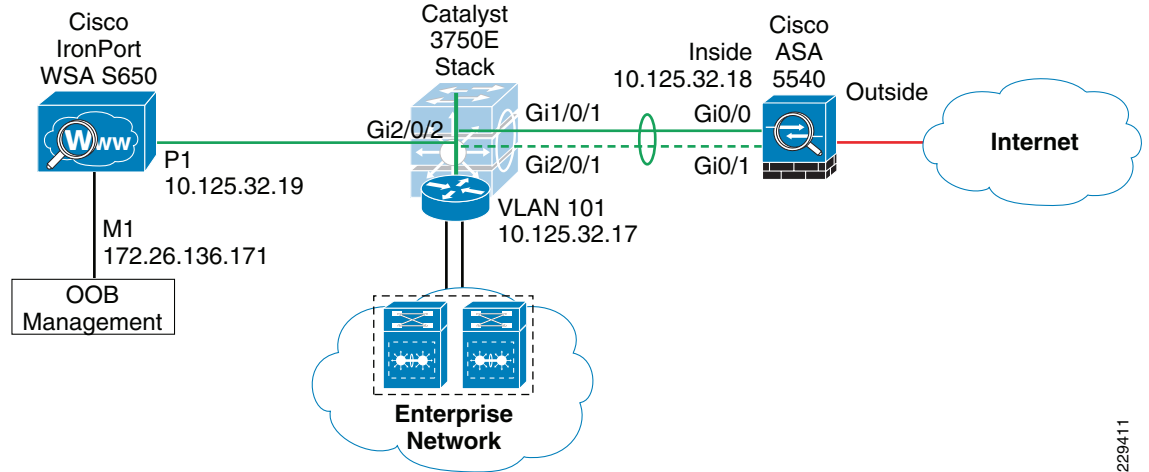 Cisco
IronPort
WSA S650
Www
P1
10.125.32.19
M1
172.26.136.171
OOB
Management
Catalyst
3750E
Stack
Gi2/0/2
Gi1/0/1
Gi2/0/1
VLAN 101
10.125.32.17
Inside
10.125.32.18
Gi0/0
Gi0/1
Cisco
ASA
5540
Outside
Internet
Enterprise
Network
229411